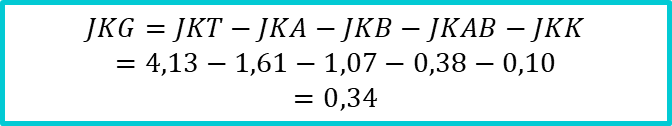 JKG = JKT − JKA − JKB − JKAB − JKK
= 4,13 − 1,61 − 1,07 − 0,38 − 0,10
= 0,34